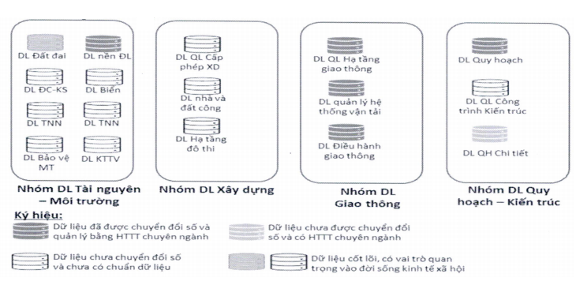 DL Đất đai
DL nền ĐL
DL ĐC-KS
DL Biển
DL TNN
DL TNN
DL Bảo vệ MT
DL KTTV
Nhóm DL Tài nguyên – Môi trường
DL QL Cấp phép XD
DL nhà và đất công
DL Hạ tầng đô thị
Nhóm DL Xây dựng
DL QL Hạ tầng giao thông
DL quản lý hệ thống vận tải
DL Điều hành giao thông
Nhóm DL Giao thông
DL Quy hoạch
DL QL Công trình Kiến trúc
DL QH Chi tiết
Nhóm DL Quy hoạch – Kiến trúc
Ký hiệu:
Dữ liệu đã được chuyển đổi số và quản lý bằng HTTT chuyên ngành
Dữ liệu chưa được chuyển đổi số và có HTTT chuyên ngành
Dữ liệu chưa chuyển đổi số và chưa có chuẩn dữ liệu
Dữ liệu cốt lõi, có vai trò quan trọng vào đời sống kinh tế xã hội